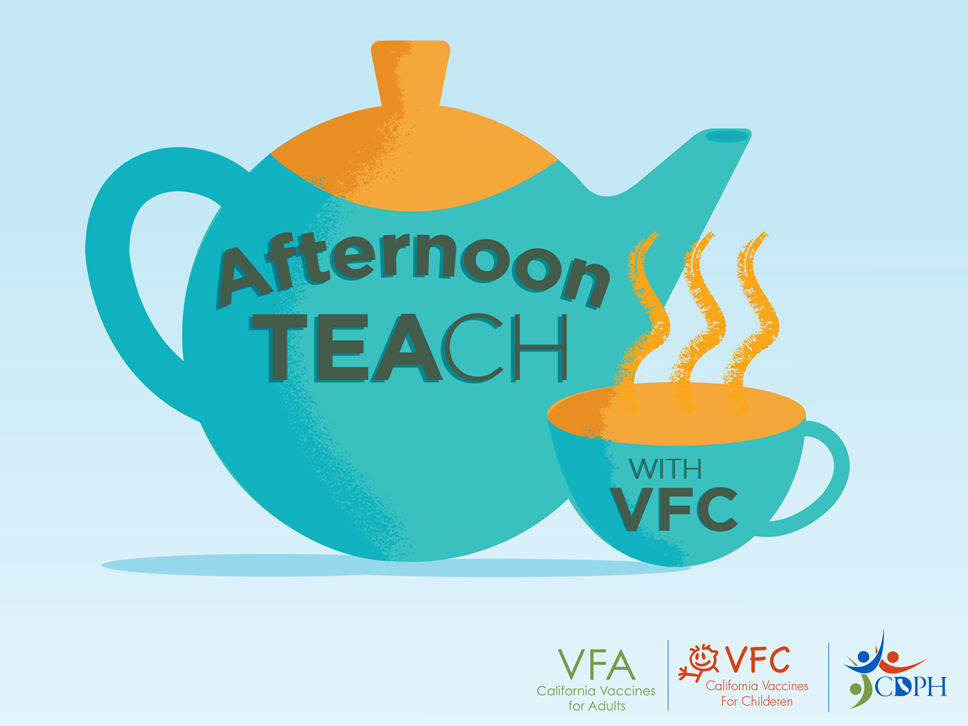 Afternoon
TEACH
WITH
VFC
VFA
California Vaccines
for Adults
VFC
California Vaccines
For Childeren
CDPH